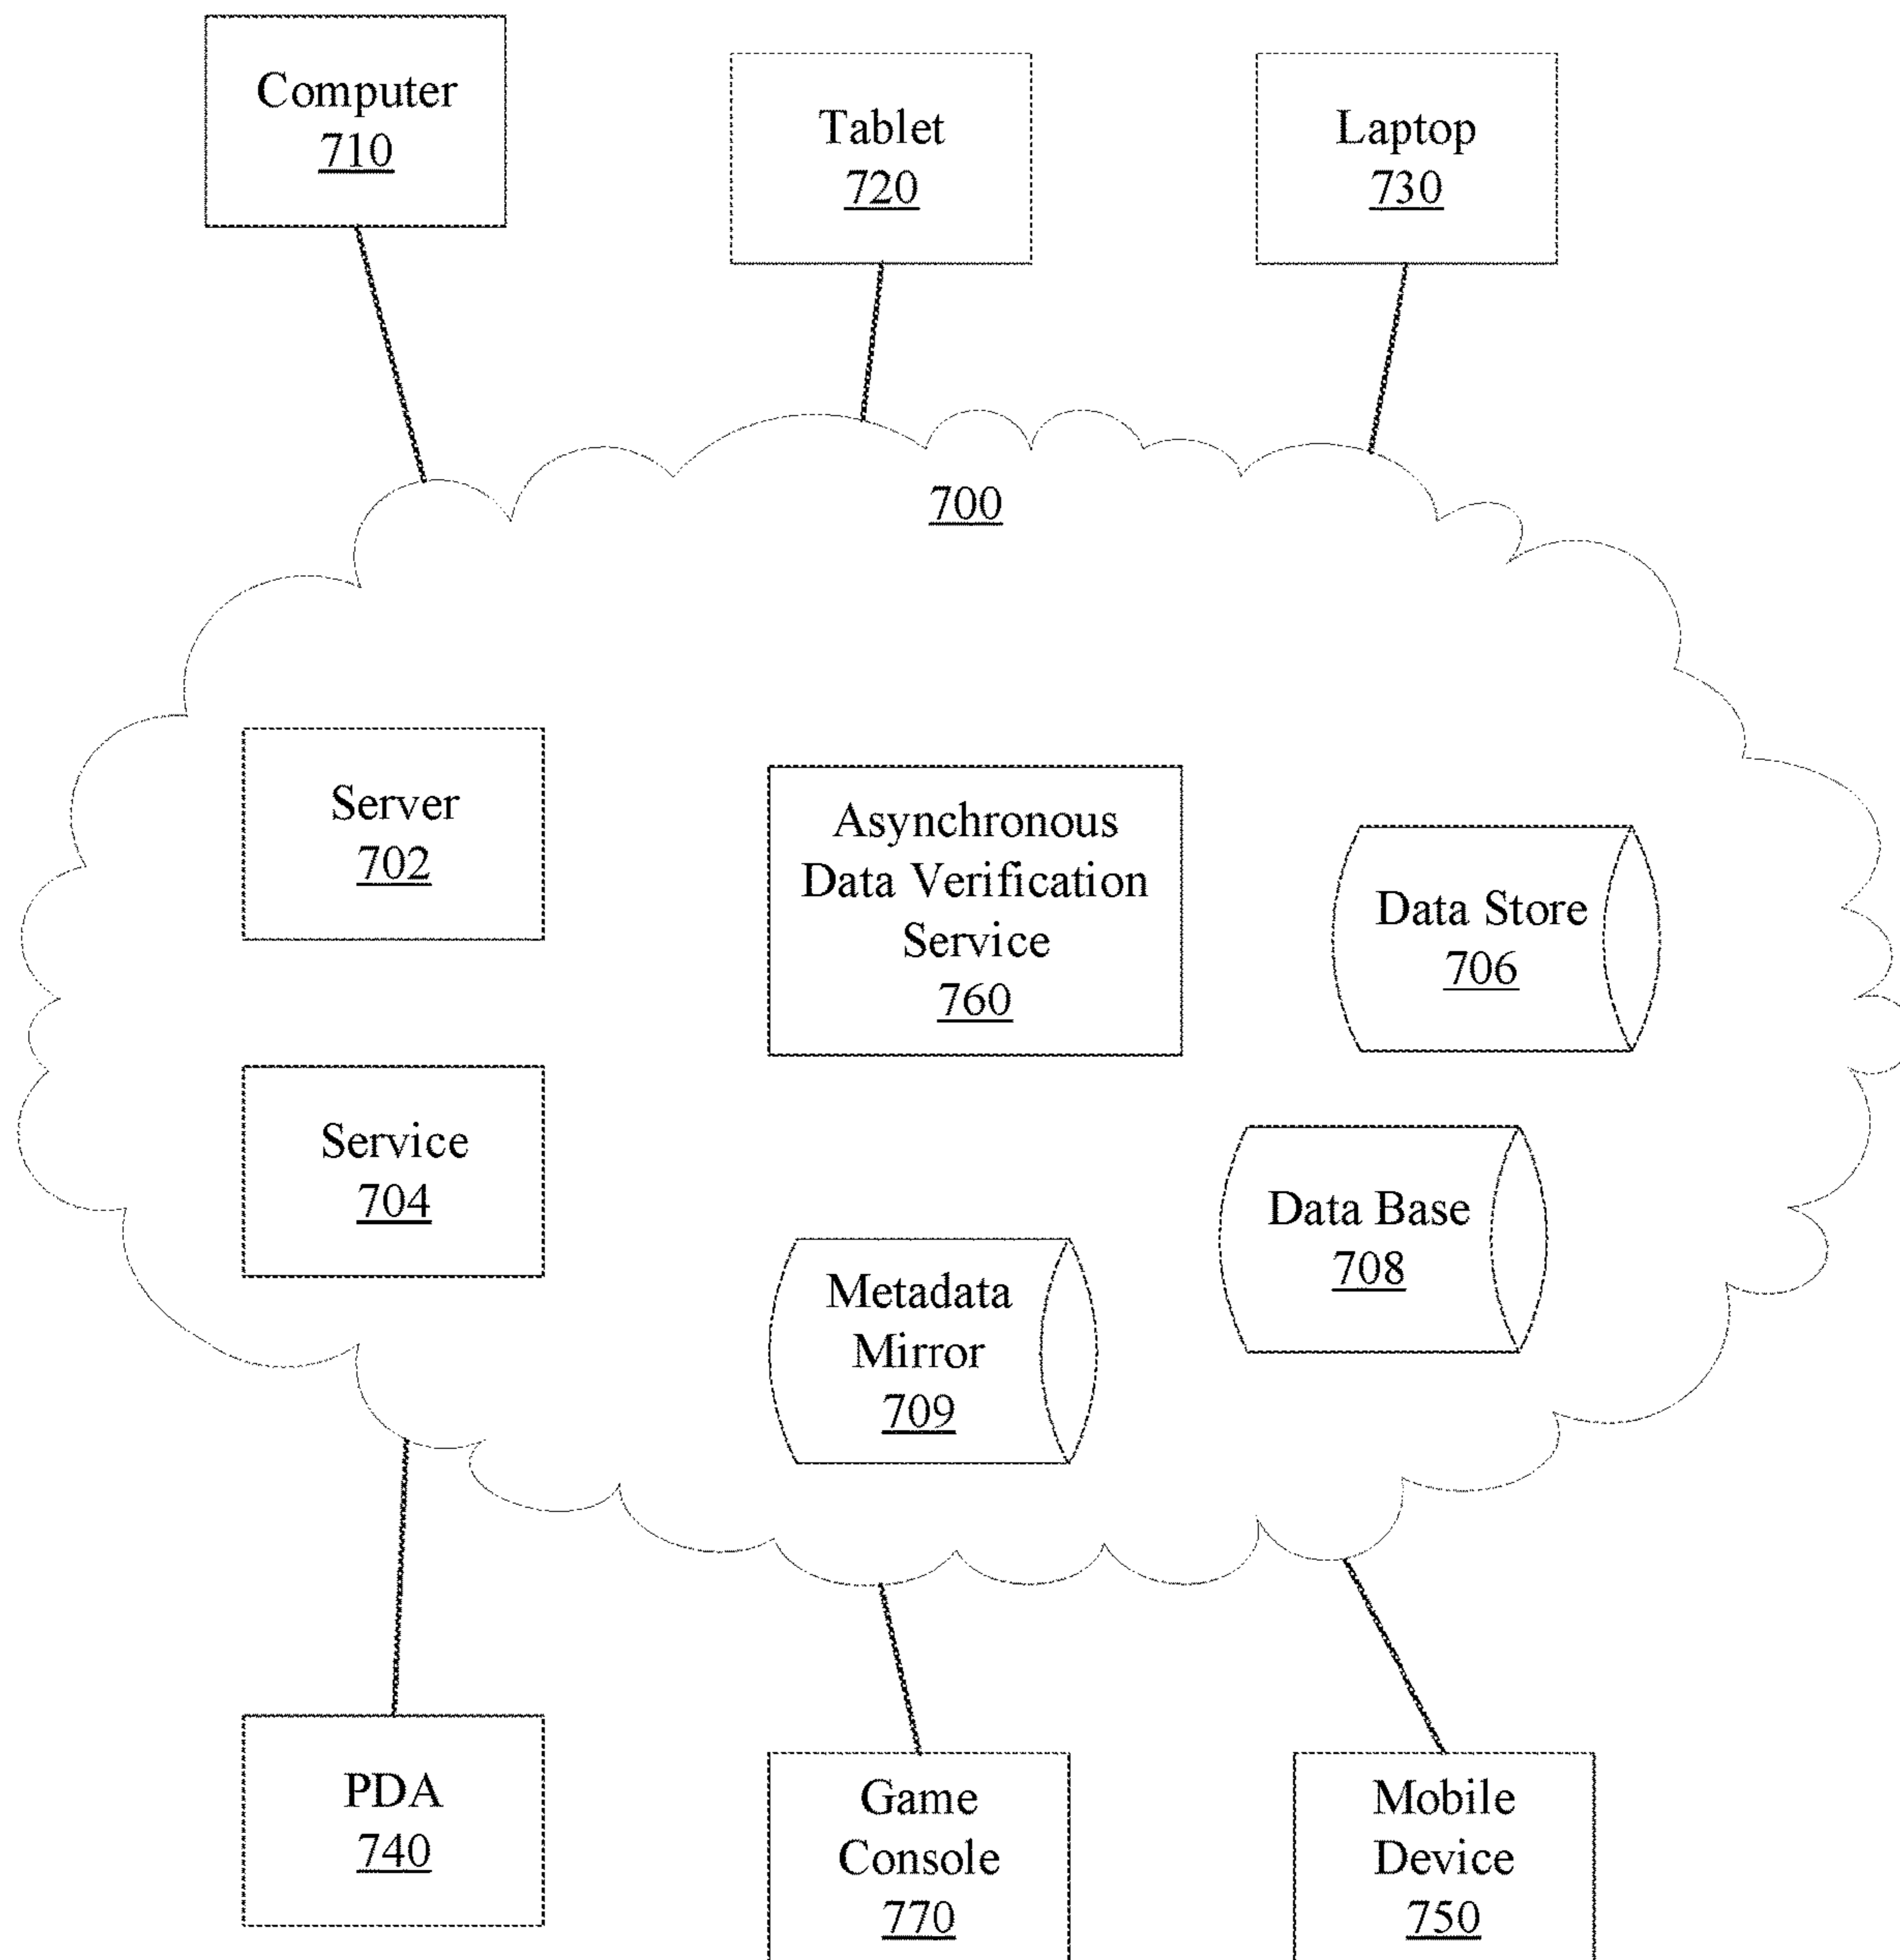 Computer
710
Tablet
720
Laptop
730
700
Server
702
Asynchronous
Data Verification
Service
760
Data Store
706
Service
704
Data Base
708
Metadata
Mirror
709
PDA
740
Game
Console
770
Mobile
Device
750